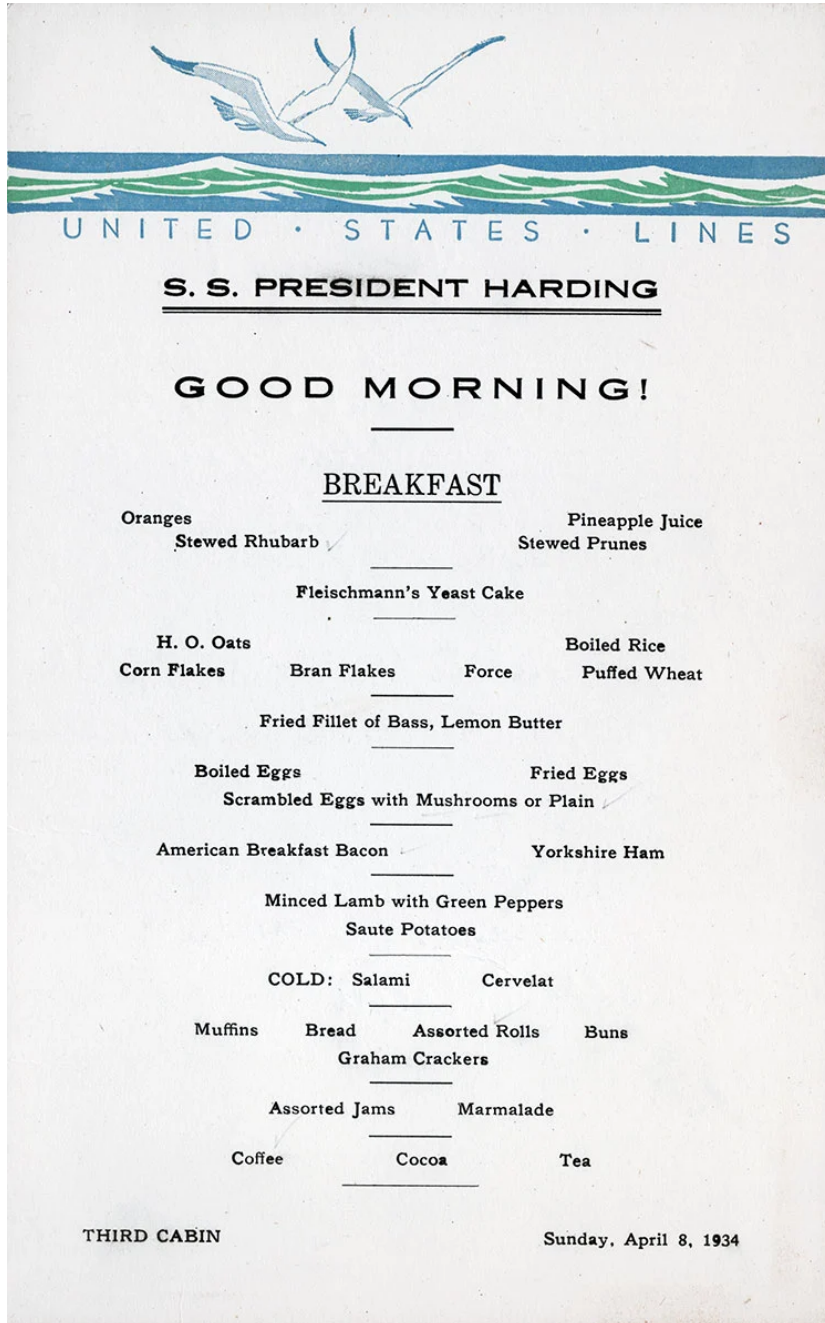 UNITED · STATES · LINES
S. S. PRESIDENT HARDING
GOOD MORNING!
BREAKFAST
Oranges Pineapple Juice
Stewed Rhubarb Stewed Prunes
Fleischmann's Yeast Cake
H. O. Oats Boiled Rice
Corn Flakes Bran Flakes Force Puffed Wheat
Fried Fillet of Bass, Lemon Butter
Boiled Eggs Fried Eggs
Scrambled Eggs with Mushrooms or Plain
American Breakfast Bacon Yorkshire Ham
Minced Lamb with Green Peppers
Saute Potatoes
COLD: Salami Cervelat
Muffins Bread Assorted Rolls Buns
Graham Crackers
Assorted Jams Marmalade
Coffee Cocoa Tea
THIRD CABIN Sunday, April 8, 1934